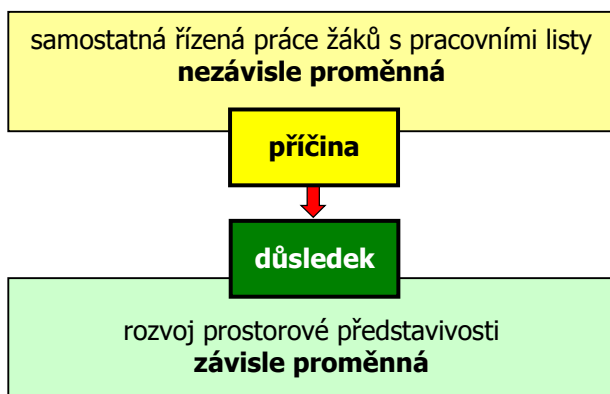 samostatná řízená práce žáků s pracovními listy
nezávisle proměnná
příčina
důsledek
rozvoj prostorové představivosti
závisle proměnná